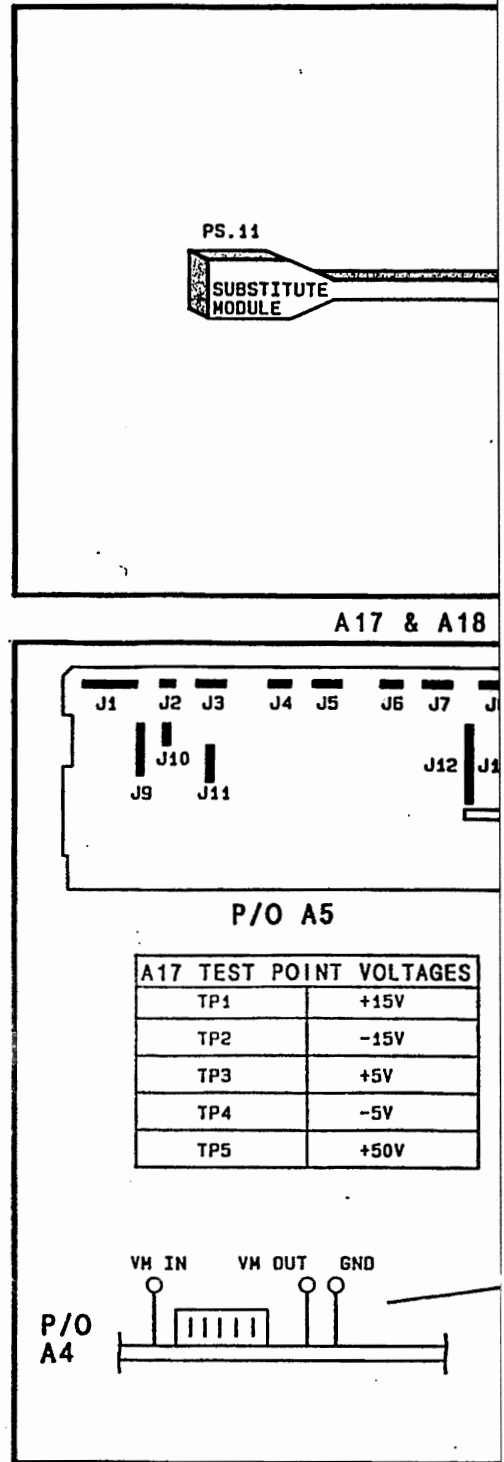 PS.11
SUBSTITUTE
MODULE
A17 & A18
J1 J2 J3 J4 J5 J6 J7
J10
J12
J9 J11
P/O A5
A17 TEST POINT VOLTAGES
TP1 +15V
TP2 -15V
TP3 +5V
TP4 -5V
TP5 +50V
VM IN VM OUT GND
P/O
A4